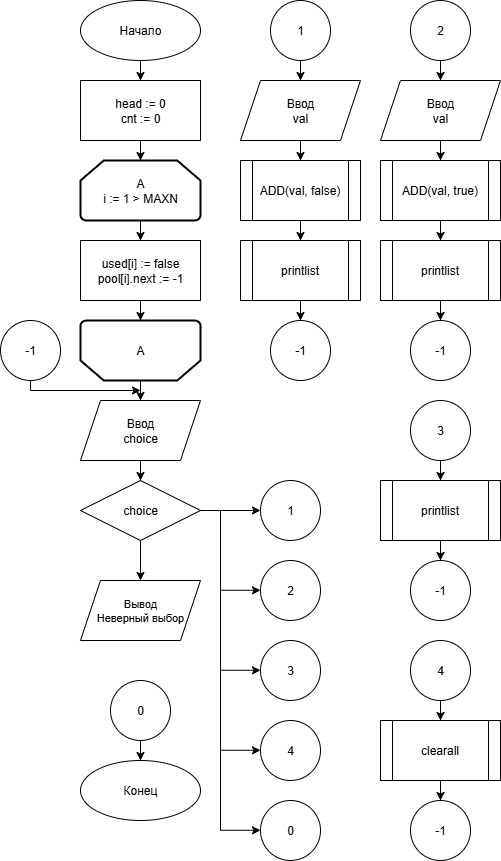 Начало
head := 0
cnt := 0
A
i := 1 > MAXN
used[i] := false
pool[i].next := -1
-1
A
Ввод
choice
choice
Вывод
Неверный выбор
0
Конец
1
2
3
4
0
1
Ввод
val
ADD(val, false)
printlist
-1
2
Ввод
val
ADD(val, true)
printlist
-1
3
printlist
-1
4
clearall
-1